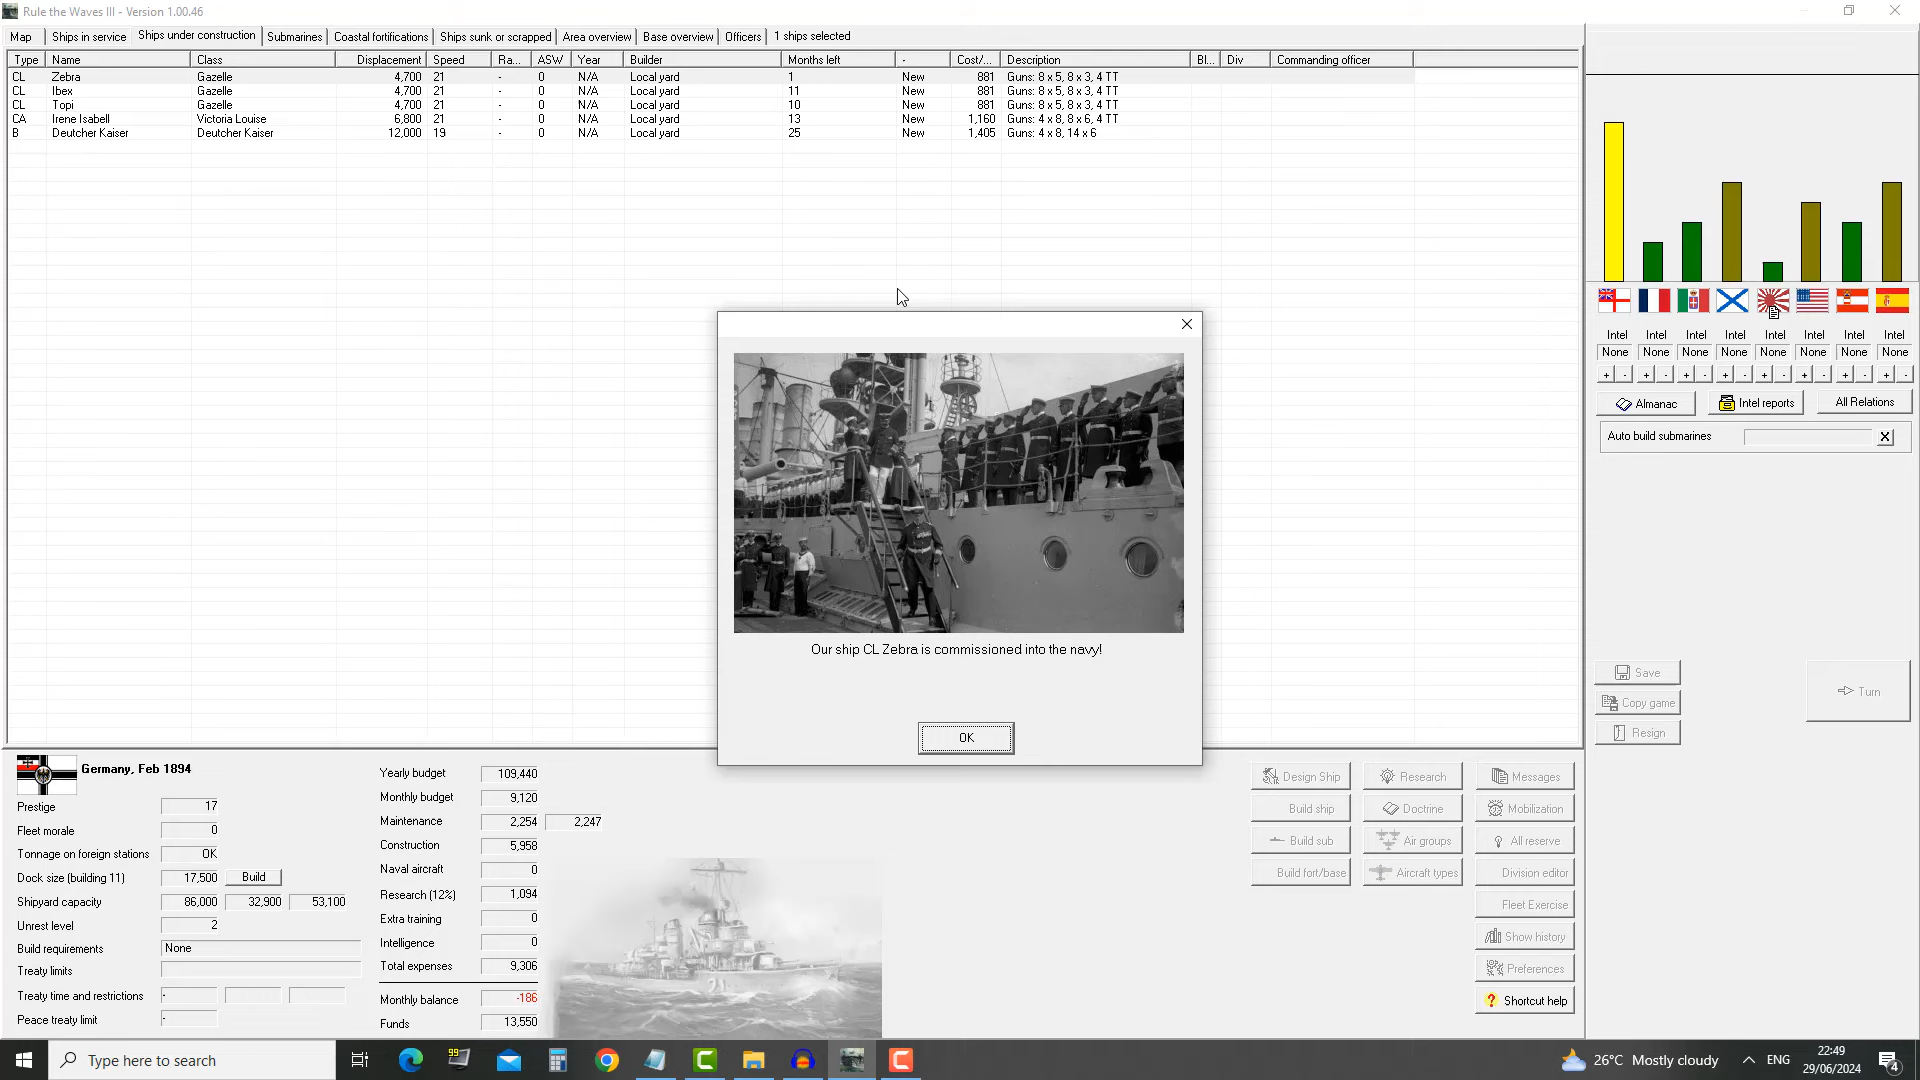 Rule the Waves III - Version 1.00.46
Map Ships in service Ships under construction Submarines Coastal fortifications Ships sunk or scrapped Area overview Base overview Officers 1 ships selected
Type Name Class Displacement Speed Ra... ASW Year Builder Months left - Cost/... Description Bl... Div Commanding officer
CL Zebra Gazelle 4,700 21 - 0 N/A Local yard 1 New 881 Guns: 8 x 5, 8 x 3, 4 TT
CL Ibex Gazelle 4,700 21 - 0 N/A Local yard 11 New 881 Guns: 8 x 5, 8 x 3, 4 TT
CL Topi Gazelle 4,700 21 - 0 N/A Local yard 10 New 881 Guns: 8 x 5, 8 x 3, 4 TT
CA Irene Isabell Victoria Louise 6,800 21 - 0 N/A Local yard 13 New 1,160 Guns: 4 x 8, 8 x 6, 4 TT
B Deutcher Kaiser Deutcher Kaiser 12,000 19 - 0 N/A Local yard 25 New 1,405 Guns: 4 x 8, 14 x 6
Intel Intel Intel Intel Intel Intel Intel Intel
None None None None None None None None
+ - + - + - + - + - + - + - + -
Almanac Intel reports All Relations
Auto build submarines X
Our ship CL Zebra is commissioned into the navy!
OK
Save
Copy game
Resign
Turn
Germany, Feb 1894
Prestige 17
Fleet morale 0
Tonnage on foreign stations OK
Dock size (building 11) 17,500 Build
Shipyard capacity 86,000 32,900 53,100
Unrest level 2
Build requirements None
Treaty limits
Treaty time and restrictions -
Peace treaty limit -
Yearly budget 109,440
Monthly budget 9,120
Maintenance 2,254 2,247
Construction 5,958
Naval aircraft 0
Research (12%) 1,094
Extra training 0
Intelligence 0
Total expenses 9,306
Monthly balance -186
Funds 13,550
Design Ship Research Messages
Build ship Doctrine Mobilization
Build sub Air groups All reserve
Build fort/base Aircraft types Division editor
Fleet Exercise
Show history
Preferences
? Shortcut help
Type here to search
99
26°C Mostly cloudy
ENG
22:49
29/06/2024
4